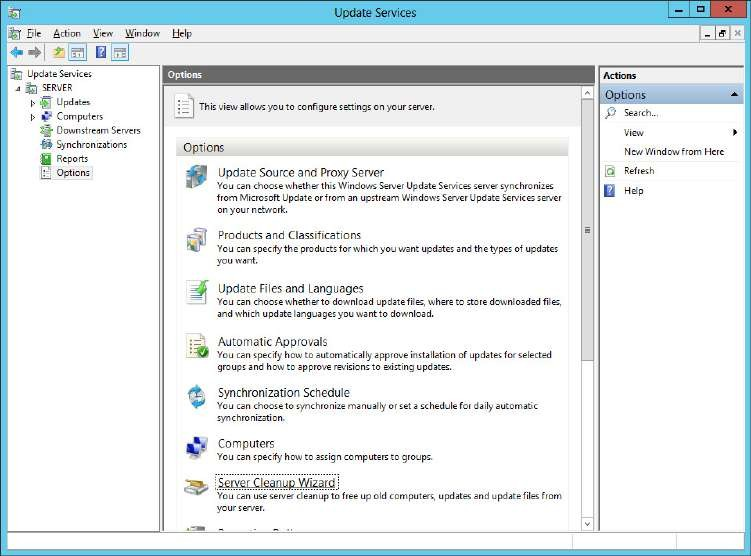 Update Services
File Action View Window Help
Update Services
SERVER
Updates
Computers
Downstream Servers
Synchronizations
Reports
Options
Options
This view allows you to configure settings on your server.
Options
Update Source and Proxy Server
You can choose whether this Windows Server Update Services server synchronizes
from Microsoft Update or from an upstream Windows Server Update Services server
on your network.
Products and Classifications
You can specify the products for which you want updates and the types of updates
you want.
Update Files and Languages
You can choose whether to download update files, where to store downloaded files,
and which update languages you want to download.
Automatic Approvals
You can specify how to automatically approve installation of updates for selected
groups and how to approve revisions to existing updates.
Synchronization Schedule
You can choose to synchronize manually or set a schedule for daily automatic
synchronization.
Computers
You can specify how to assign computers to groups.
Server Cleanup Wizard
You can use server cleanup to free up old computers, updates and update files from
your server.
Actions
Options
Search...
View
New Window from Here
Refresh
Help